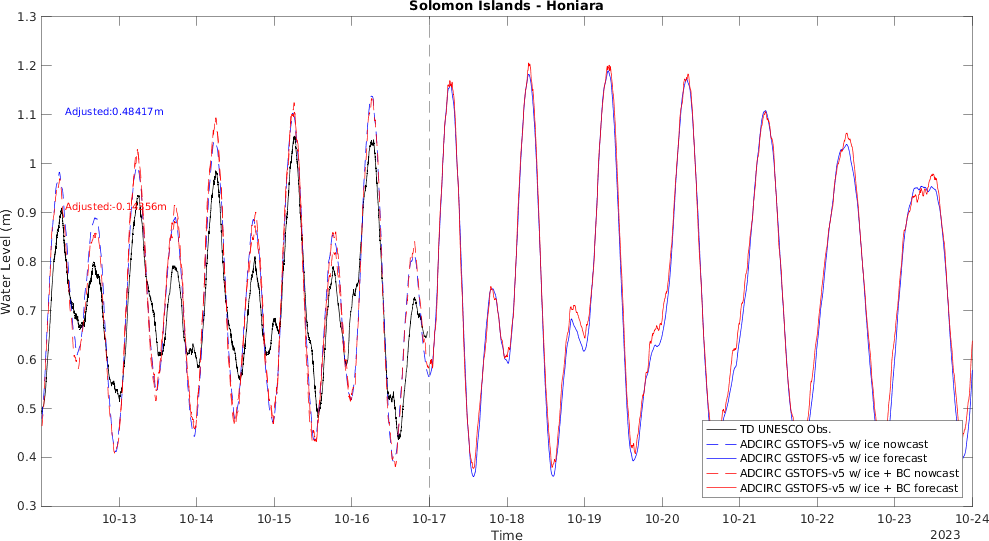 Solomon Islands - Honiara
1.3
1.2
1.1
1
0.9
0.8
0.7
0.6
0.5
0.4
0.3
Water Level (m)
Adjusted:0.48417m
TD UNESCO Obs.
ADCIRC GSTOFS-v5 w/ ice nowcast
ADCIRC GSTOFS-v5 w/ ice forecast
ADCIRC GSTOFS-v5 w/ ice + BC nowcast
ADCIRC GSTOFS-v5 w/ ice + BC forecast
10-13
10-14
10-15
10-16
10-17
10-18
10-19
10-20
10-21
10-22
10-23
10-24
Time
2023